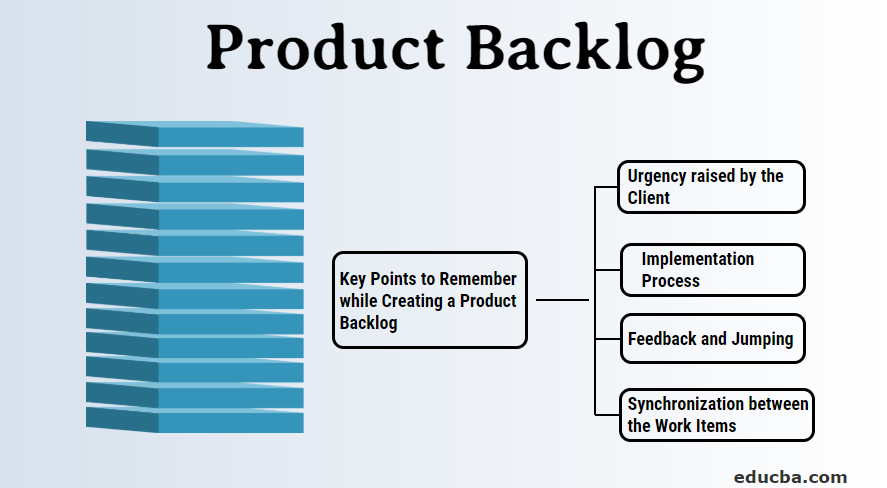 Product Backlog
Key Points to Remember
while Creating a Product
Backlog
Urgency raised by the
Client
Implementation
Process
Feedback and Jumping
Synchronization between
the Work Items
educba.com